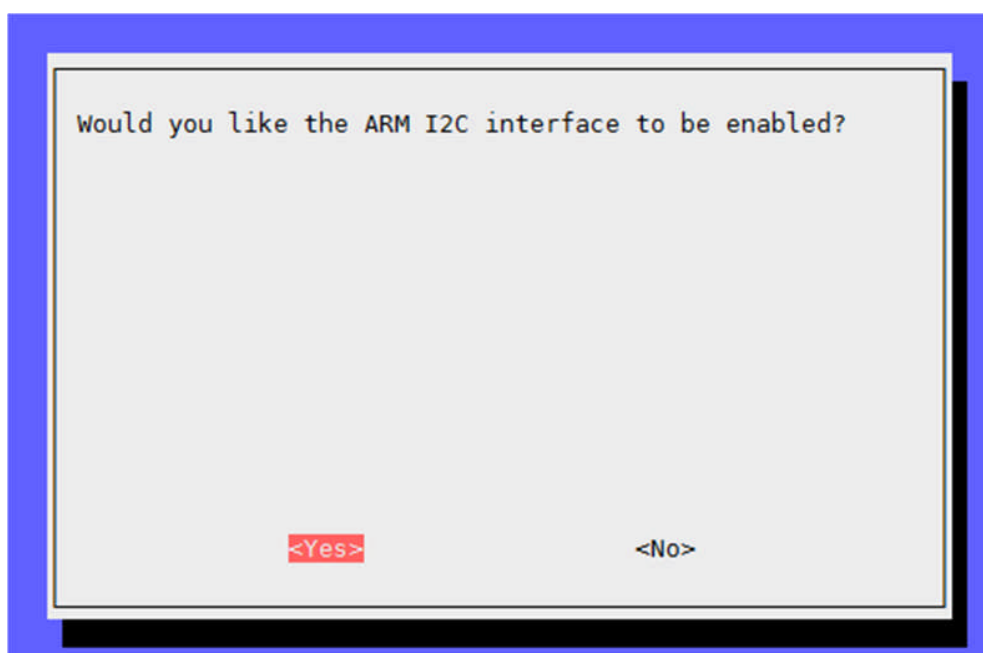 Would you like the ARM I2C interface to be enabled?
<Yes> <No>